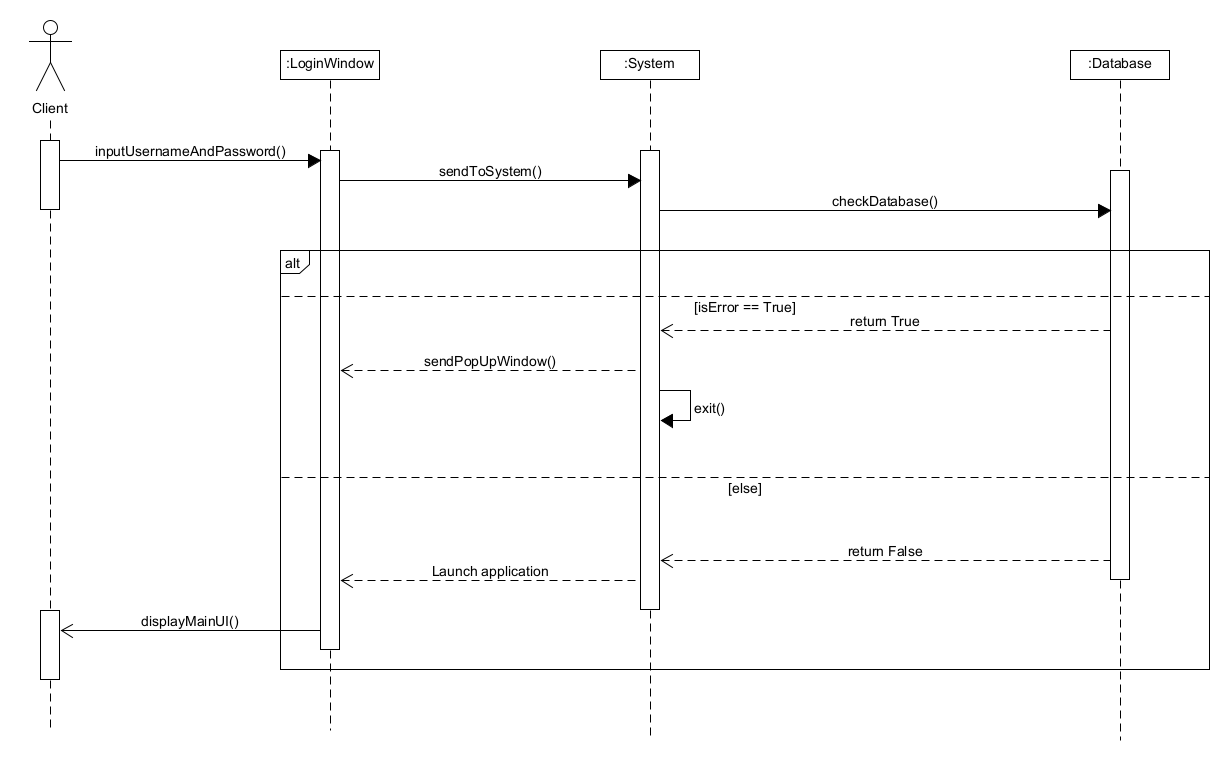 :LoginWindow
:System
:Database
Client
inputUsernameAndPassword()
sendToSystem()
checkDatabase()
alt
[isError == True]
return True
sendPopUpWindow()
exit()
[else]
return False
Launch application
displayMainUI()